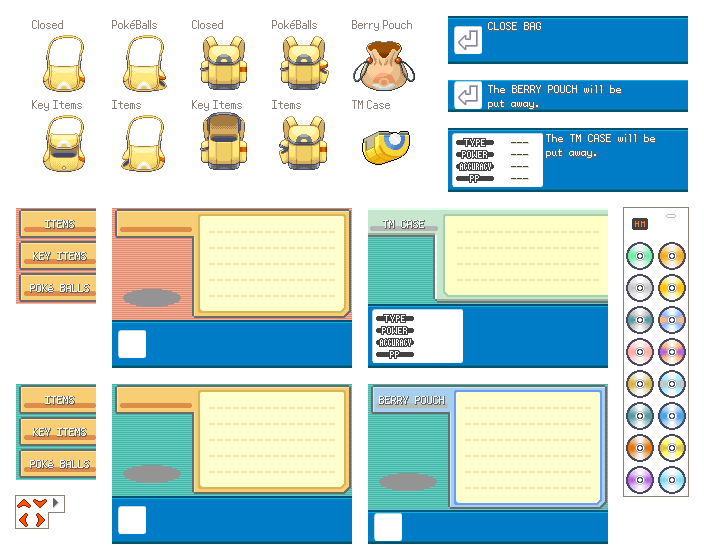 Closed
PokéBalls
Closed
PokéBalls
Berry Pouch
Key Items
Items
Key Items
Items
TM Case
CLOSE BAG
The BERRY POUCH will be
put away.
TYPE ---
POWER ---
ACCURACY ---
PP ---
The TM CASE will be
put away.
ITEMS
KEY ITEMS
POKé BALLS
TM CASE
TYPE
POWER
ACCURACY
PP
HM
ITEMS
KEY ITEMS
POKé BALLS
BERRY POUCH